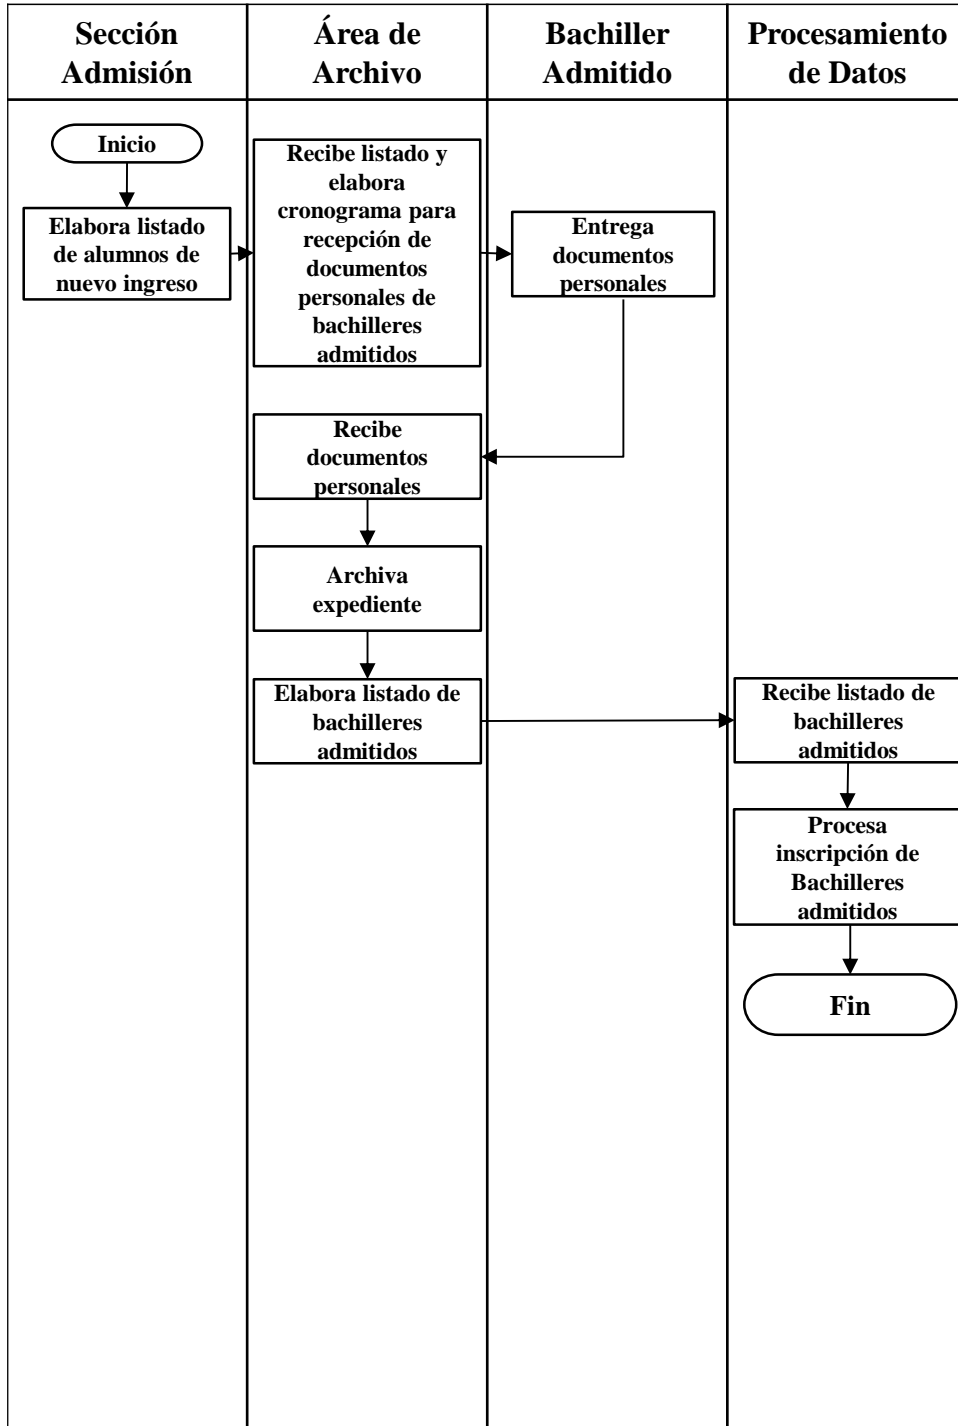 Sección
Admisión
Área de
Archivo
Bachiller
Admitido
Procesamiento
de Datos
Inicio
Elabora listado
de alumnos de
nuevo ingreso
Recibe listado y
elabora
cronograma para
recepción de
documentos
personales de
bachilleres
admitidos
Entrega
documentos
personales
Recibe
documentos
personales
Archiva
expediente
Elabora listado de
bachilleres
admitidos
Recibe listado de
bachilleres
admitidos
Procesa
inscripción de
Bachilleres
admitidos
Fin